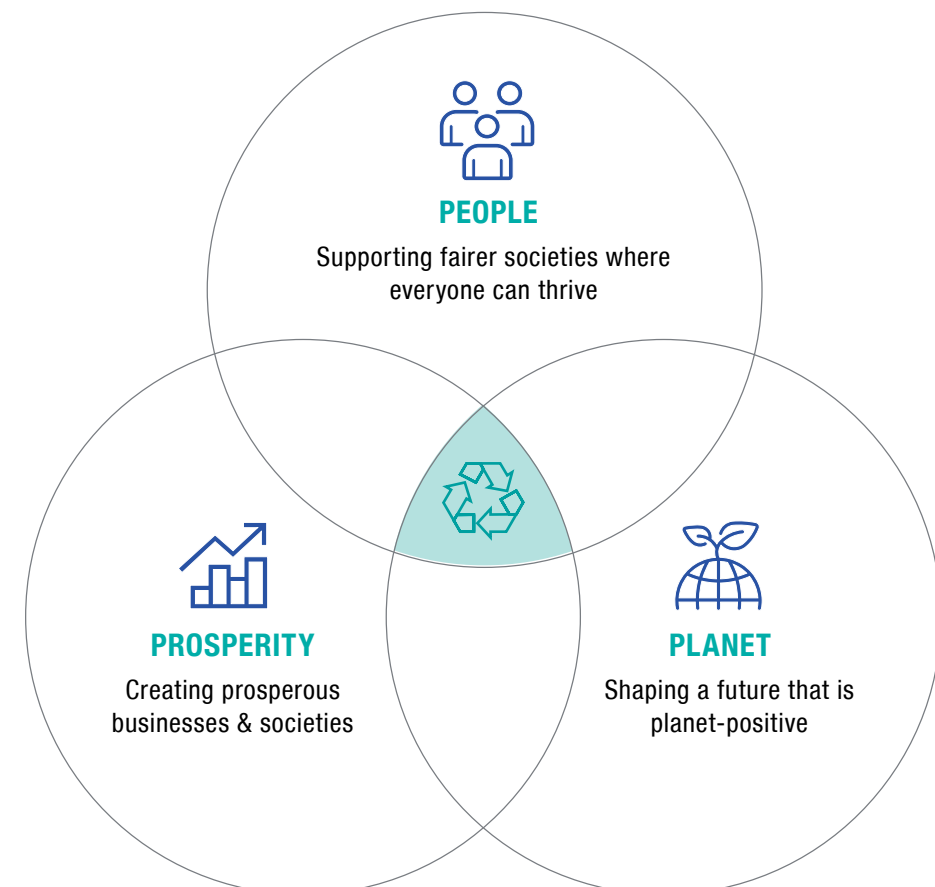 PEOPLE
Supporting fairer societies where
everyone can thrive
PROSPERITY
Creating prosperous
businesses & societies
PLANET
Shaping a future that is
planet-positive